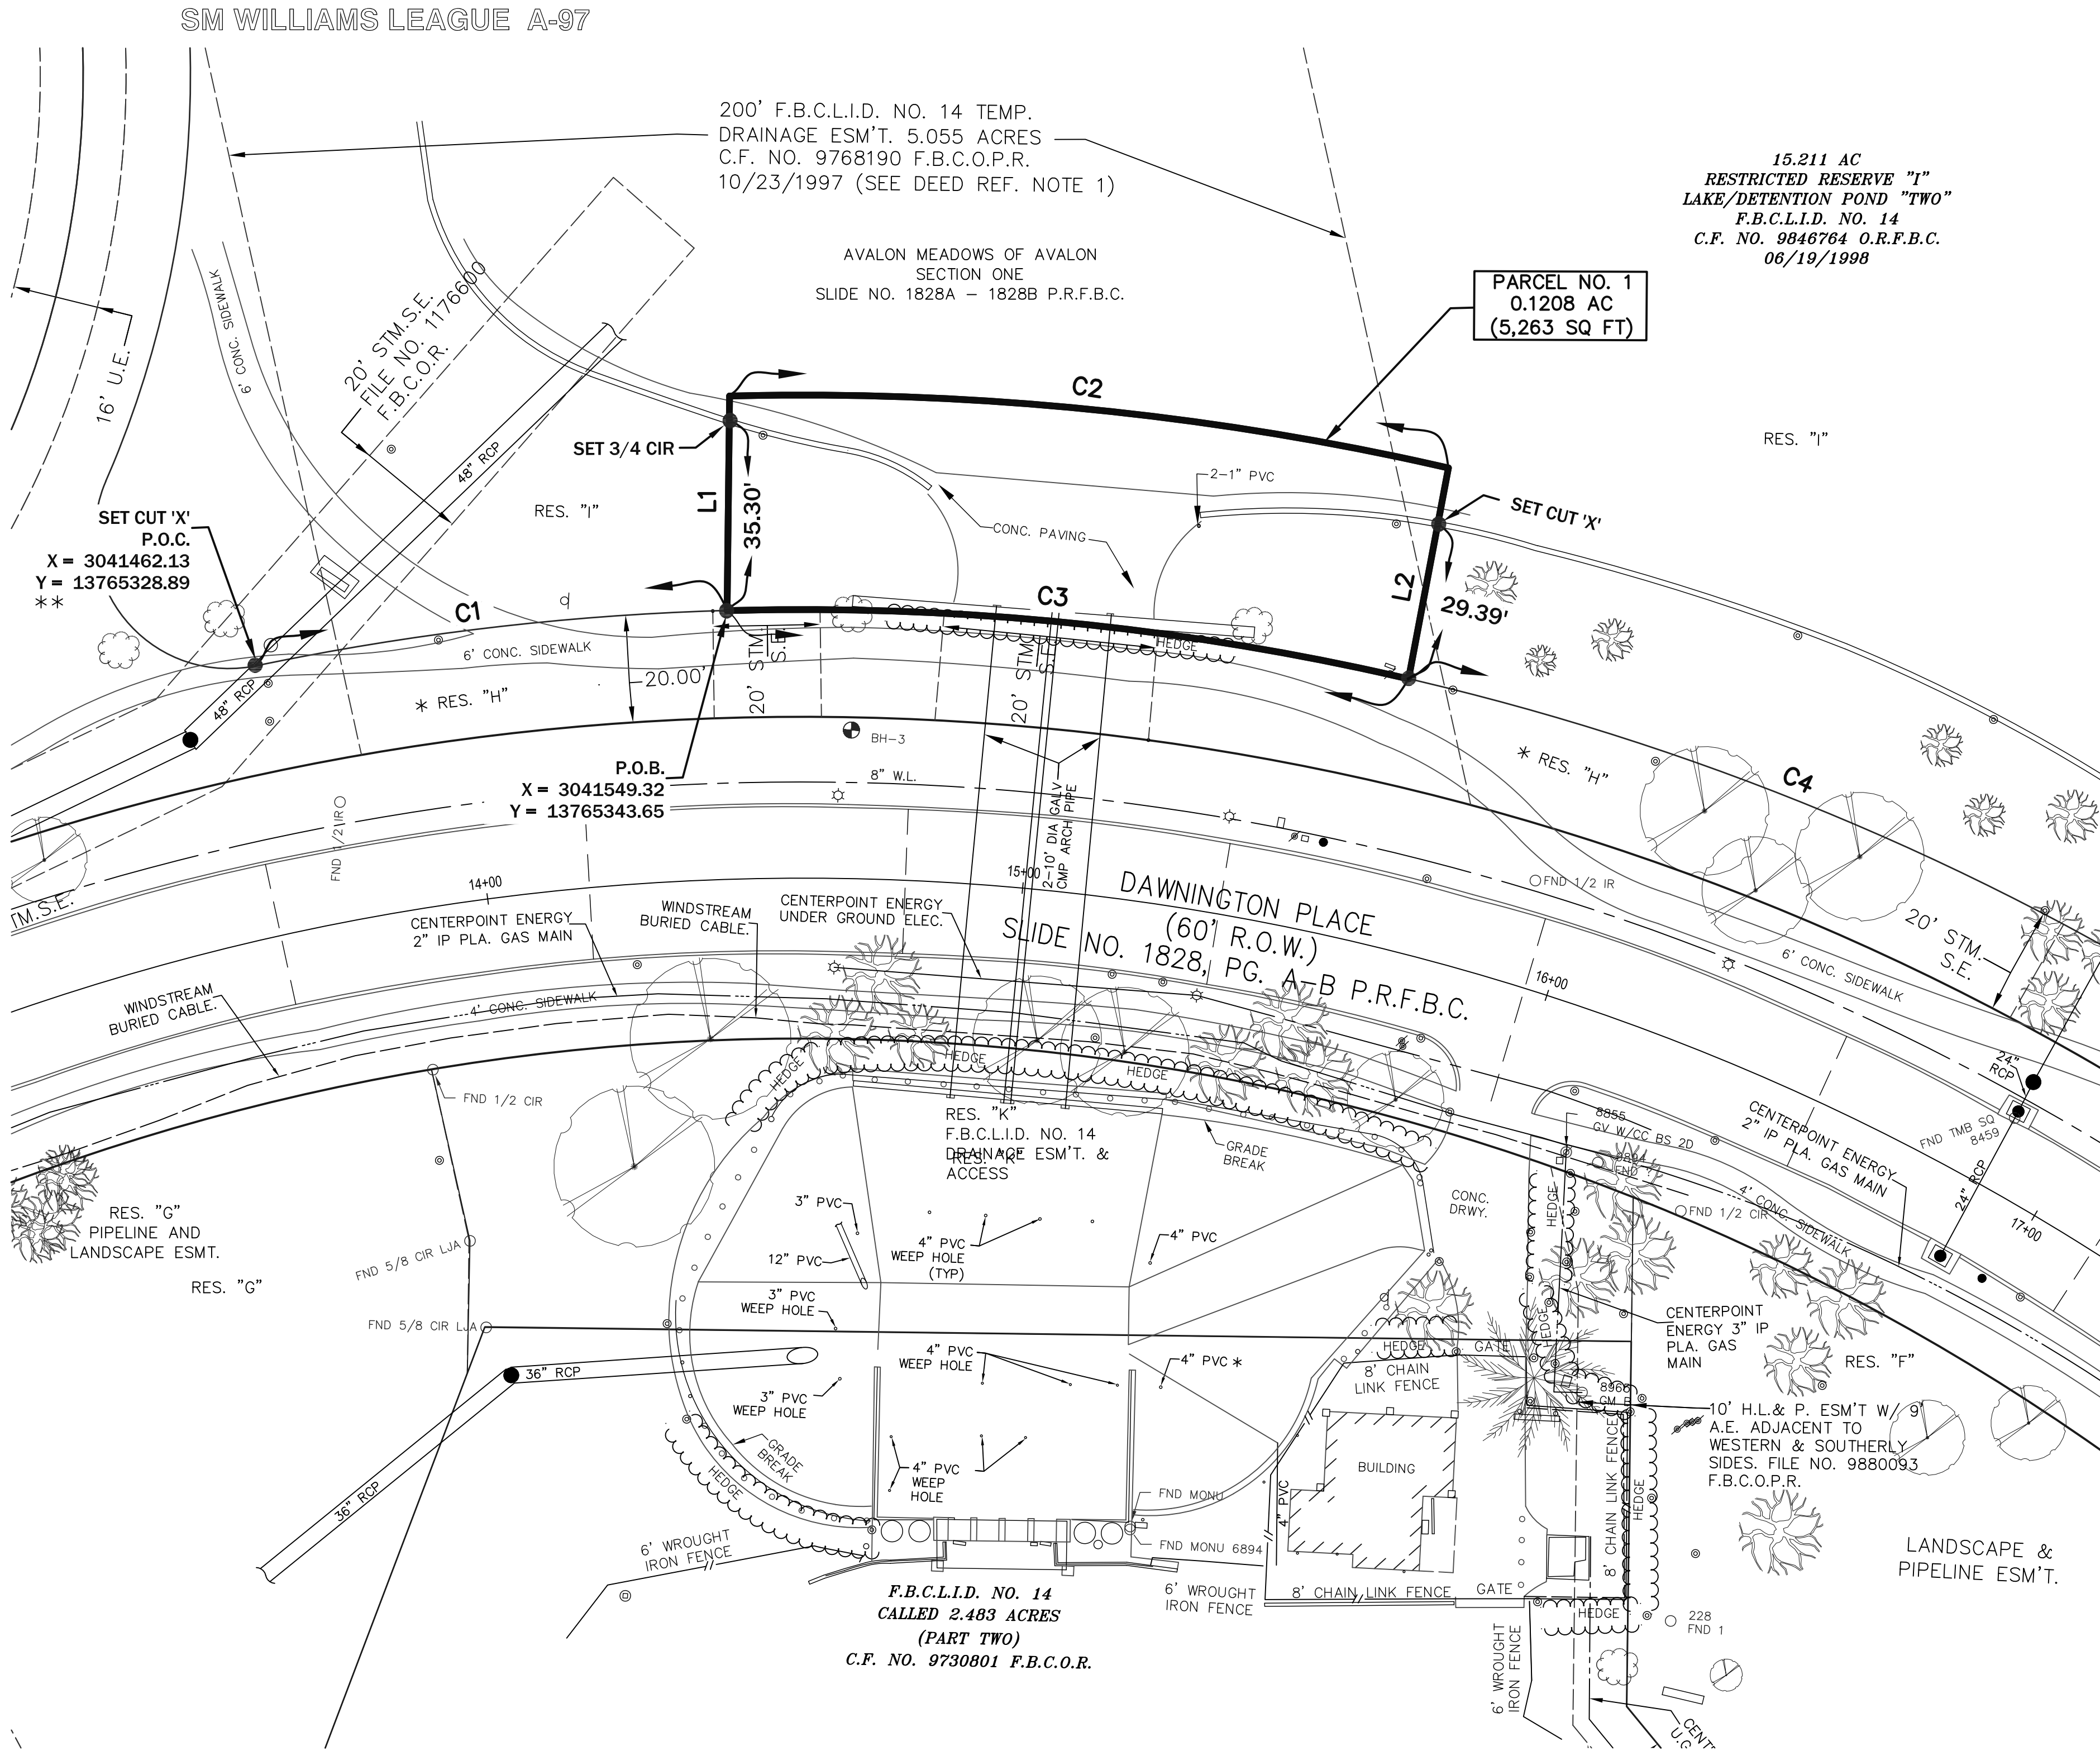 SM WILLIAMS LEAGUE A-97
200' F.B.C.L.I.D. NO. 14 TEMP.
DRAINAGE ESM'T. 5.055 ACRES
C.F. NO. 9768190 F.B.C.O.P.R.
10/23/1997 (SEE DEED REF. NOTE 1)
15.211 AC
RESTRICTED RESERVE "I"
LAKE/DETENTION POND "TWO"
F.B.C.L.I.D. NO. 14
C.F. NO. 9846764 O.R.F.B.C.
06/19/1998
AVALON MEADOWS OF AVALON
SECTION ONE
SLIDE NO. 1828A - 1828B P.R.F.B.C.
PARCEL NO. 1
0.1208 AC
(5,263 SQ FT)
16' U.E.
6' CONC. SIDEWALK
20' STM.S.E.
FILE NO. 1176600
F.B.C.O.R.
48" RCP
C2
RES. "I"
SET 3/4 CIR
L1
35.30'
2-1" PVC
SET CUT 'X'
RES. "I"
CONC. PAVING
SET CUT 'X'
P.O.C.
X = 3041462.13
Y = 13765328.89
**
C1
C3
L2
29.39'
6' CONC. SIDEWALK
HEDGE
20.00'
20' STM.
S.E.
20' STM.
S.E.
48" RCP
* RES. "H"
BH-3
* RES. "H"
C4
P.O.B.
X = 3041549.32
Y = 13765343.65
8" W.L.
2-10' DIA GALV
CMP ARCH PIPE
FND 1/2 IR
14+00
15+00
FND 1/2 IR
TM.S.E.
CENTERPOINT ENERGY
2" IP PLA. GAS MAIN
WINDSTREAM
BURIED CABLE.
CENTERPOINT ENERGY
UNDER GROUND ELEC.
DAWNINGTON PLACE
(60' R.O.W.)
SLIDE NO. 1828, PG. A-B P.R.F.B.C.
20' STM.
S.E.
6' CONC. SIDEWALK
16+00
WINDSTREAM
BURIED CABLE.
4' CONC. SIDEWALK
HEDGE
HEDGE
HEDGE
FND 1/2 CIR
24"
RCP
RES. "K"
F.B.C.L.I.D. NO. 14
DRAINAGE ESM'T. &
RES. "K"
ACCESS
GRADE
BREAK
8855
GV W/CC BS 2D
9894
FND ?
CENTERPOINT ENERGY
2" IP PLA. GAS MAIN
FND TMB SQ
8459
24" RCP
CONC.
DRWY.
HEDGE
4' CONC. SIDEWALK
FND 1/2 CIR
17+00
RES. "G"
PIPELINE AND
LANDSCAPE ESMT.
RES. "G"
FND 5/8 CIR LJA
3" PVC
12" PVC
4" PVC
WEEP HOLE
(TYP)
4" PVC
3" PVC
WEEP HOLE
FND 5/8 CIR LJA
HEDGE
CENTERPOINT
ENERGY 3" IP
PLA. GAS
MAIN
RES. "F"
HEDGE
GATE
8' CHAIN
LINK FENCE
36" RCP
4" PVC
WEEP HOLE
4" PVC *
3" PVC
WEEP HOLE
8966
10' H.L.& P. ESM'T W/ 9'
A.E. ADJACENT TO
WESTERN & SOUTHERLY
SIDES. FILE NO. 9880093
F.B.C.O.P.R.
GRADE
BREAK
HEDGE
4" PVC
WEEP
HOLE
BUILDING
4" PVC
FND MONU
FND MONU 6894
8' CHAIN LINK FENCE
HEDGE
36" RCP
6' WROUGHT
IRON FENCE
LANDSCAPE &
PIPELINE ESM'T.
F.B.C.L.I.D. NO. 14
CALLED 2.483 ACRES
(PART TWO)
C.F. NO. 9730801 F.B.C.O.R.
6' WROUGHT
IRON FENCE
8' CHAIN LINK FENCE
GATE
HEDGE
228
FND 1
6' WROUGHT
IRON FENCE
CENT
U.G